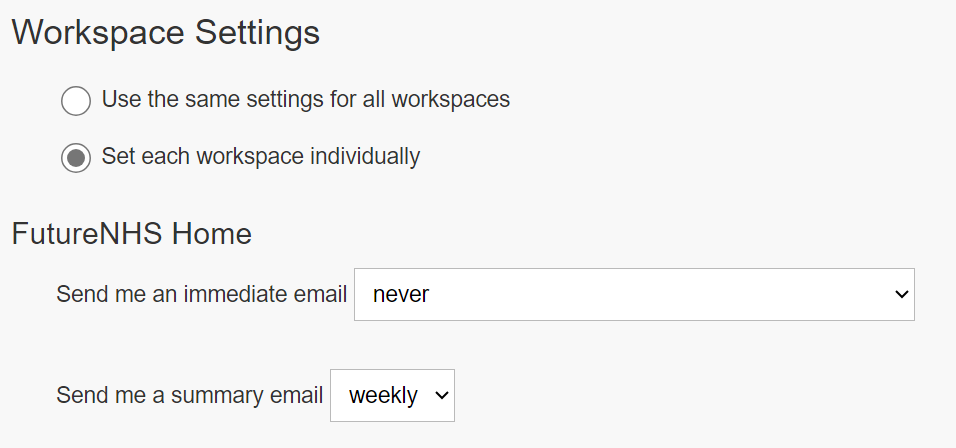 Workspace Settings
Use the same settings for all workspaces
Set each workspace individually
FutureNHS Home
Send me an immediate email never
Send me a summary email weekly